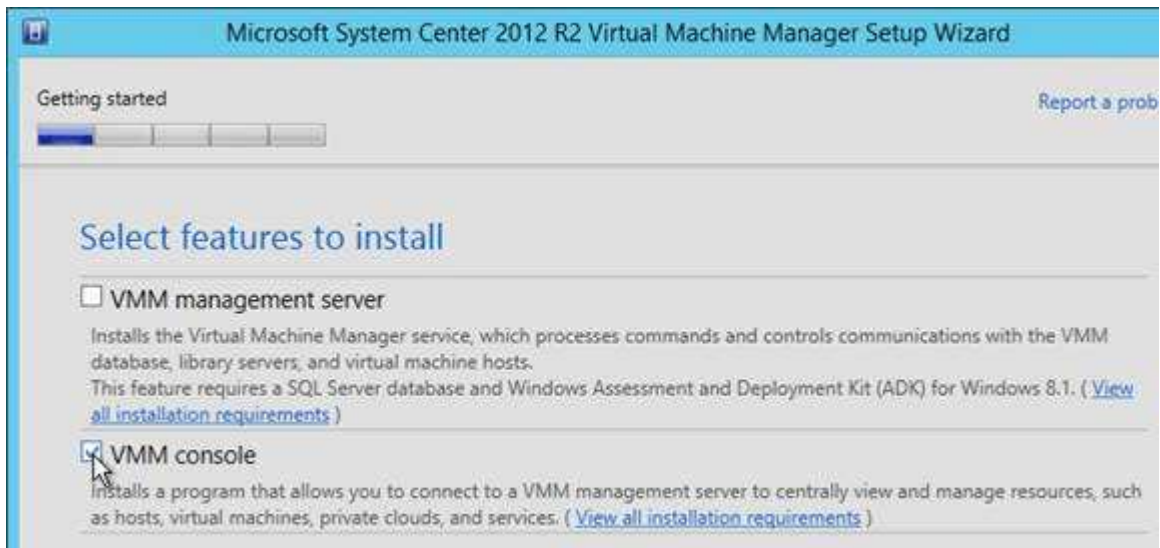 Microsoft System Center 2012 R2 Virtual Machine Manager Setup Wizard
Getting started
Report a prob
Select features to install
VMM management server
Installs the Virtual Machine Manager service, which processes commands and controls communications with the VMM
database, library servers, and virtual machine hosts.
This feature requires a SQL Server database and Windows Assessment and Deployment Kit (ADK) for Windows 8.1. ( View
all installation requirements )
VMM console
Installs a program that allows you to connect to a VMM management server to centrally view and manage resources, such
as hosts, virtual machines, private clouds, and services. ( View all installation requirements )